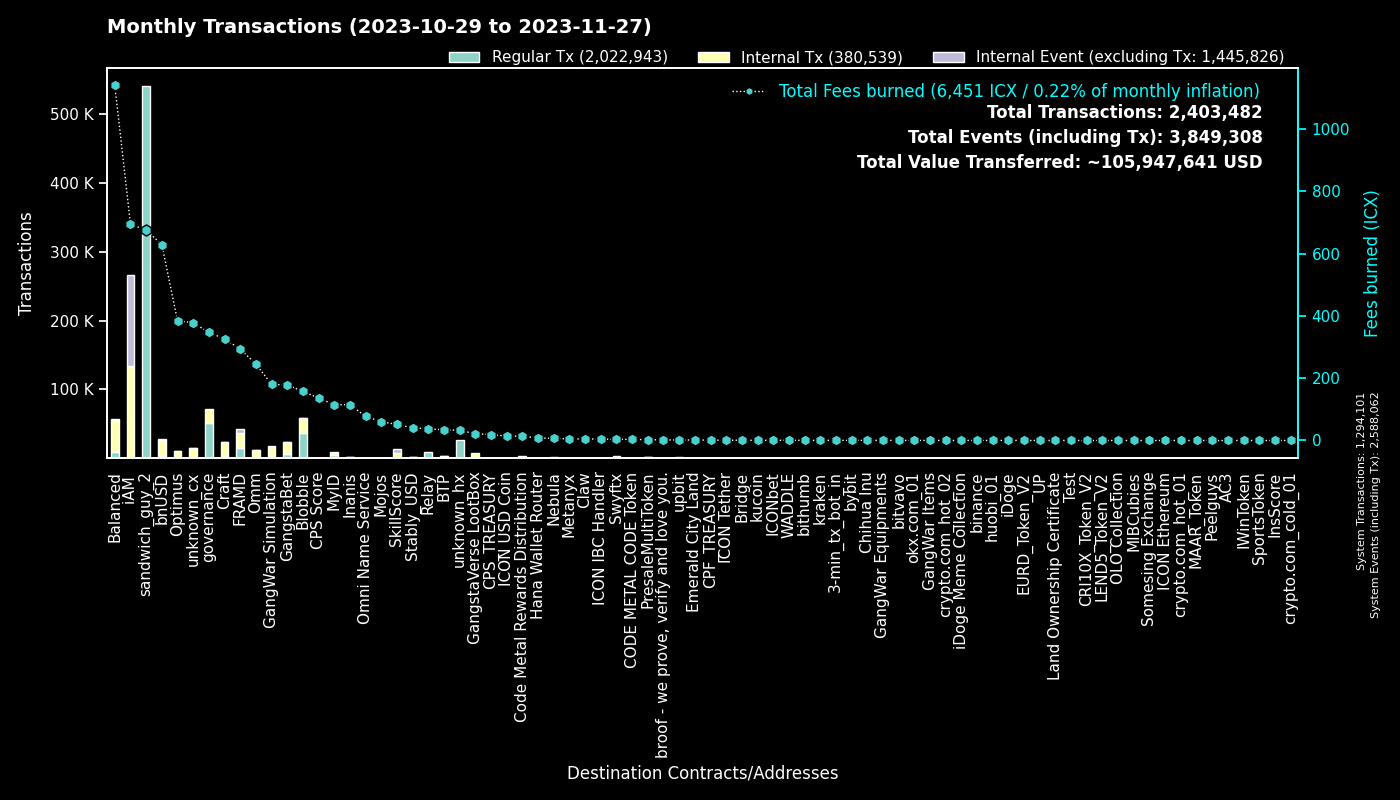 Monthly Transactions (2023-10-29 to 2023-11-27)
Regular Tx (2,022,943)
Internal Tx (380,539)
Internal Event (excluding Tx: 1,445,826)
Total Fees burned (6,451 ICX / 0.22% of monthly inflation)
Total Transactions: 2,403,482
Total Events (including Tx): 3,849,308
Total Value Transferred: ~105,947,641 USD
Transactions
500 K
400 K
300 K
200 K
100 K
1000
800
600
400
200
0
Fees burned (ICX)
System Transactions: 1,294,101
System Events (including Tx): 2,588,062
Balanced
IAM
sandwich_guy_2
bnUSD
Optimus
unknown_cx
governance
Craft
FRAMD
Omm
GangWar Simulation
GangstaBet
Blobble
CPS Score
MyID
Inanis
Omni Name Service
Mojos
SkillScore
Stably_USD
Relay
BTP
unknown_hx
GangstaVerse LootBox
CPS_TREASURY
ICON_USD_Coin
Code Metal Rewards Distribution
Hana Wallet Router
Nebula
Metanyx
Claw
ICON IBC Handler
Swyftx
CODE METAL CODE Token
PresaleMultiToken
broof - we prove, verify and love you.
upbit
Emerald City Land
CPF_TREASURY
ICON_Tether
Bridge
kucoin
ICONbet
WADDLE
bithumb
kraken
3-min_tx_bot_in
bybit
Chihua Inu
GangWar Equipments
bitvavo
okx.com_01
GangWar Items
crypto.com_hot_02
iDoge Meme Collection
binance
huobi_01
iDoge
EURD_Token_V2
UP
Land Ownership Certificate
Test
CRI10X_Token_V2
LEND5_Token_V2
OLO Collection
MIBCubies
Somesing Exchange
ICON_Ethereum
crypto.com_hot_01
MAAR_Token
Peelguys
AC3
IWinToken
SportsToken
InsScore
crypto.com_cold_01
Destination Contracts/Addresses